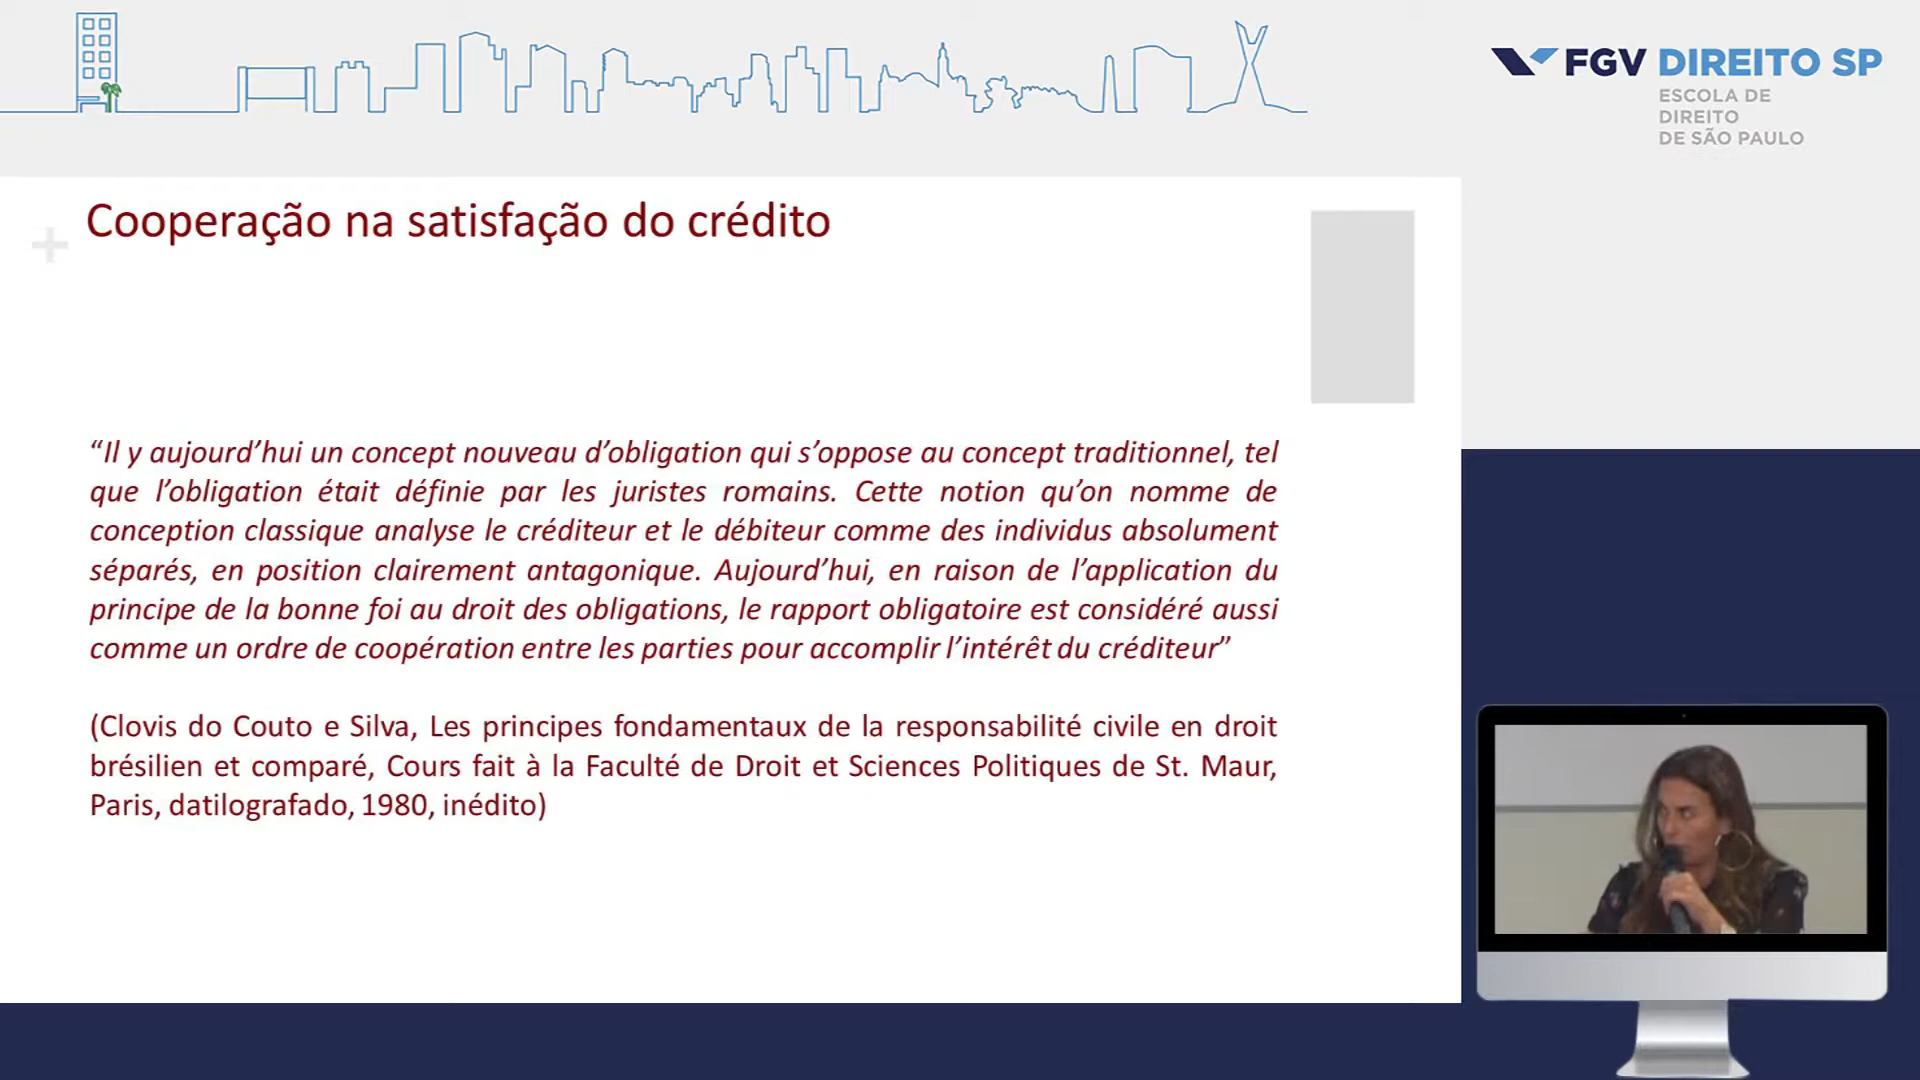 FGV DIREITO SP
ESCOLA DE
DIREITO
DE SÃO PAULO
Cooperação na satisfação do crédito
“Il y aujourd’hui un concept nouveau d’obligation qui s’oppose au concept traditionnel, tel
que l’obligation était définie par les juristes romains. Cette notion qu’on nomme de
conception classique analyse le créditeur et le débiteur comme des individus absolument
séparés, en position clairement antagonique. Aujourd’hui, en raison de l’application du
principe de la bonne foi au droit des obligations, le rapport obligatoire est considéré aussi
comme un ordre de coopération entre les parties pour accomplir l’intérêt du créditeur”
(Clovis do Couto e Silva, Les principes fondamentaux de la responsabilité civile en droit
brésilien et comparé, Cours fait à la Faculté de Droit et Sciences Politiques de St. Maur,
Paris, datilografado, 1980, inédito)